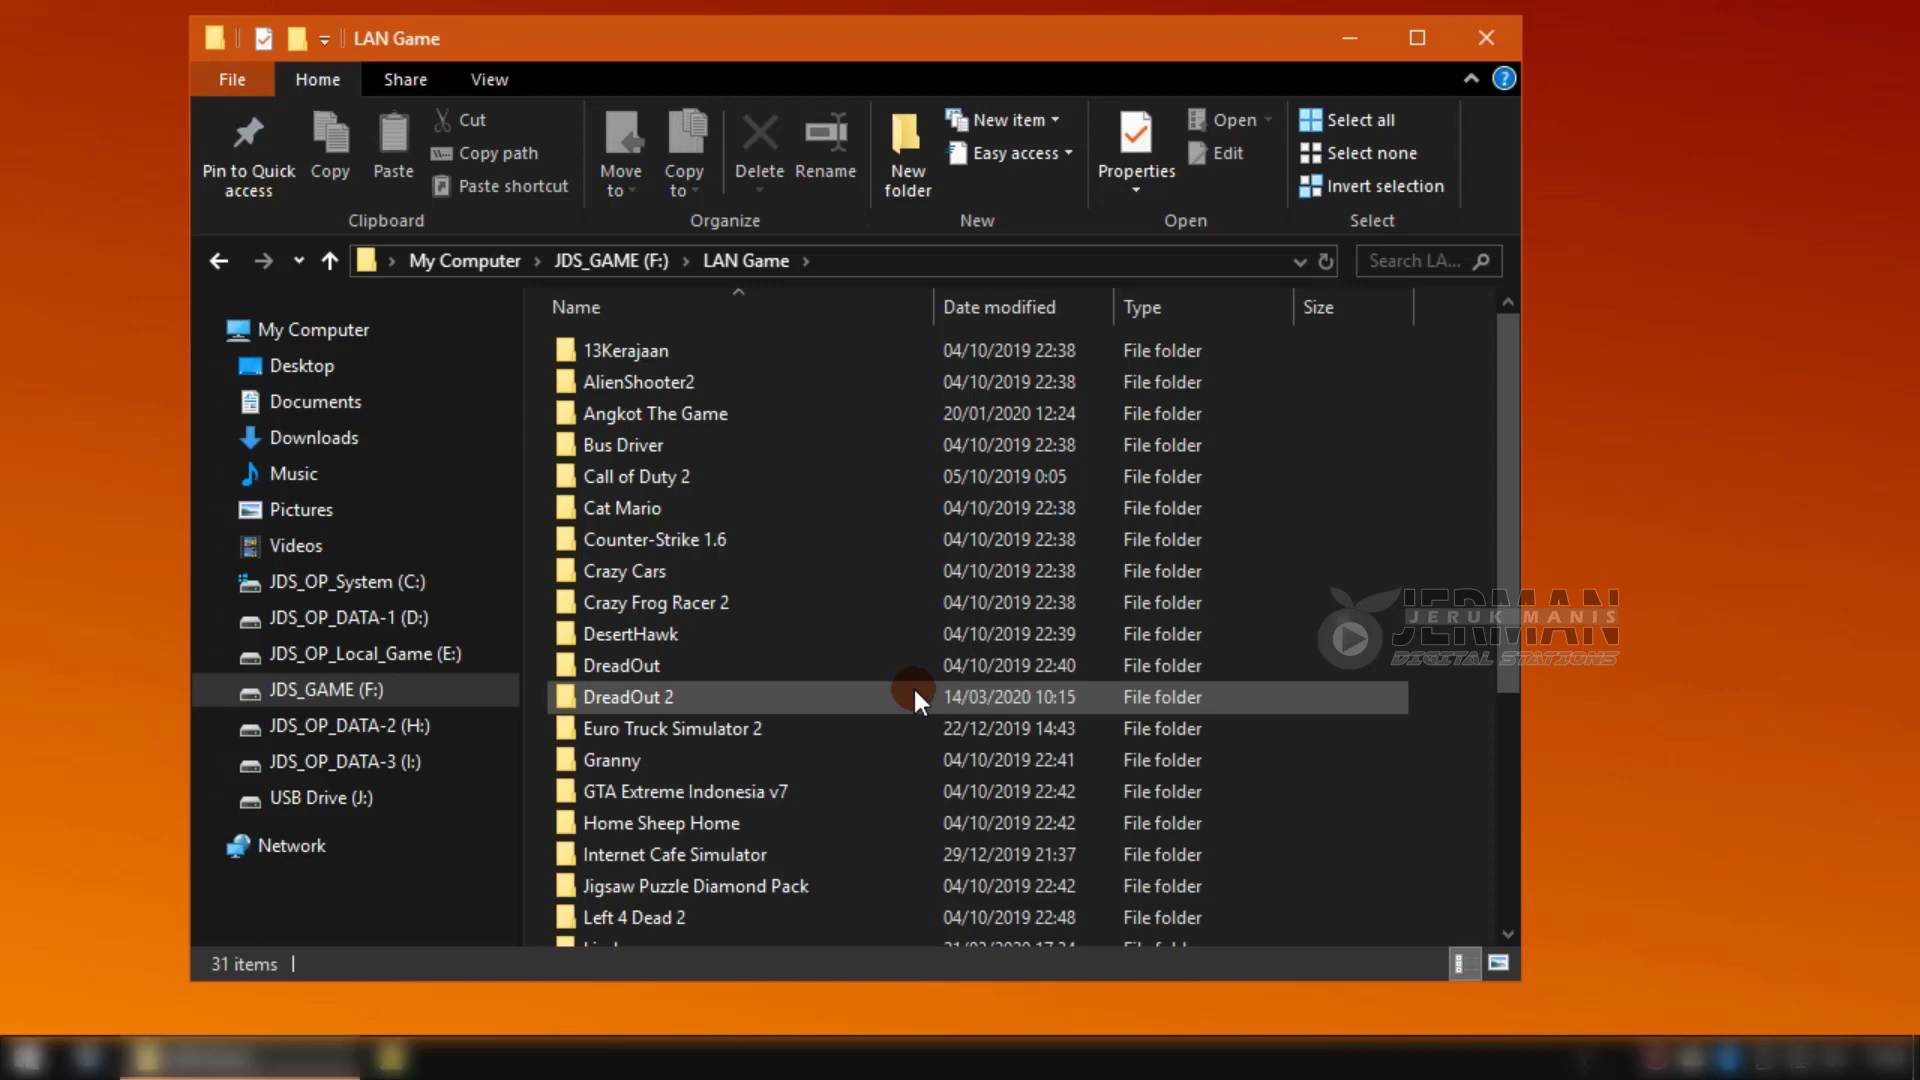 LAN Game
File Home Share View
Pin to Quick access
Copy
Paste
Cut
Copy path
Paste shortcut
Clipboard
Move to
Copy to
Delete
Rename
Organize
New folder
New item
Easy access
New
Properties
Open
Edit
Open
Select all
Select none
Invert selection
Select
My Computer JDS_GAME (F:) LAN Game
Search LA...
My Computer
Desktop
Documents
Downloads
Music
Pictures
Videos
JDS_OP_System (C:)
JDS_OP_DATA-1 (D:)
JDS_OP_Local_Game (E:)
JDS_GAME (F:)
JDS_OP_DATA-2 (H:)
JDS_OP_DATA-3 (I:)
USB Drive (J:)
Network
Name Date modified Type Size
13Kerajaan 04/10/2019 22:38 File folder
AlienShooter2 04/10/2019 22:38 File folder
Angkot The Game 20/01/2020 12:24 File folder
Bus Driver 04/10/2019 22:38 File folder
Call of Duty 2 05/10/2019 0:05 File folder
Cat Mario 04/10/2019 22:38 File folder
Counter-Strike 1.6 04/10/2019 22:38 File folder
Crazy Cars 04/10/2019 22:38 File folder
Crazy Frog Racer 2 04/10/2019 22:38 File folder
DesertHawk 04/10/2019 22:39 File folder
DreadOut 04/10/2019 22:40 File folder
DreadOut 2 14/03/2020 10:15 File folder
Euro Truck Simulator 2 22/12/2019 14:43 File folder
Granny 04/10/2019 22:41 File folder
GTA Extreme Indonesia v7 04/10/2019 22:42 File folder
Home Sheep Home 04/10/2019 22:42 File folder
Internet Cafe Simulator 29/12/2019 21:37 File folder
Jigsaw Puzzle Diamond Pack 04/10/2019 22:42 File folder
Left 4 Dead 2 04/10/2019 22:48 File folder
31 items
JERMAN
JERUK MANIS
DIGITAL STATIONS